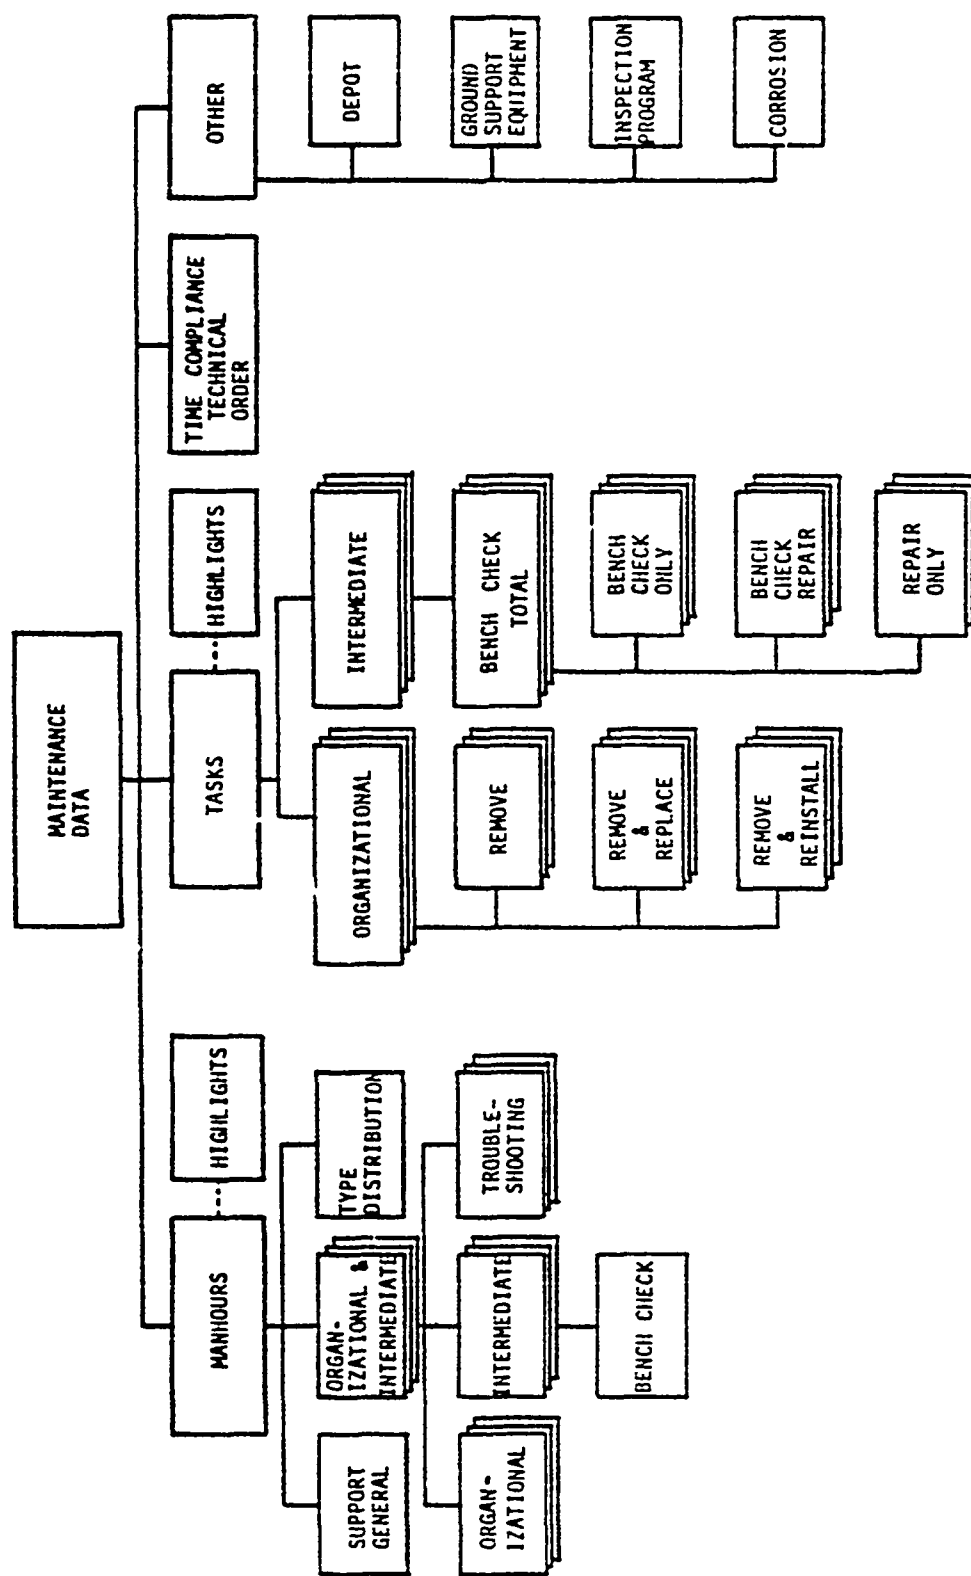 MAINTENANCE
DATA
MANHOURS
HIGHLIGHTS
TASKS
HIGHLIGHTS
TIME COMPLIANCE
TECHNICAL
ORDER
OTHER
SUPPORT
GENERAL
ORGAN-
IZATIONAL &
INTERMEDIATE
TYPE
DISTRIBUTION
ORGANIZATIONAL
INTERMEDIATE
DEPOT
ORGAN-
IZATIONAL
INTERMEDIATE
TROUBLE-
SHOOTING
REMOVE
BENCH CHECK
TOTAL
GROUND
SUPPORT
EQUIPMENT
BENCH CHECK
REMOVE
&
REPLACE
BENCH
CHECK
ONLY
INSPECTION
PROGRAM
REMOVE
&
REINSTALL
BENCH
CHECK
REPAIR
CORROSION
REPAIR
ONLY